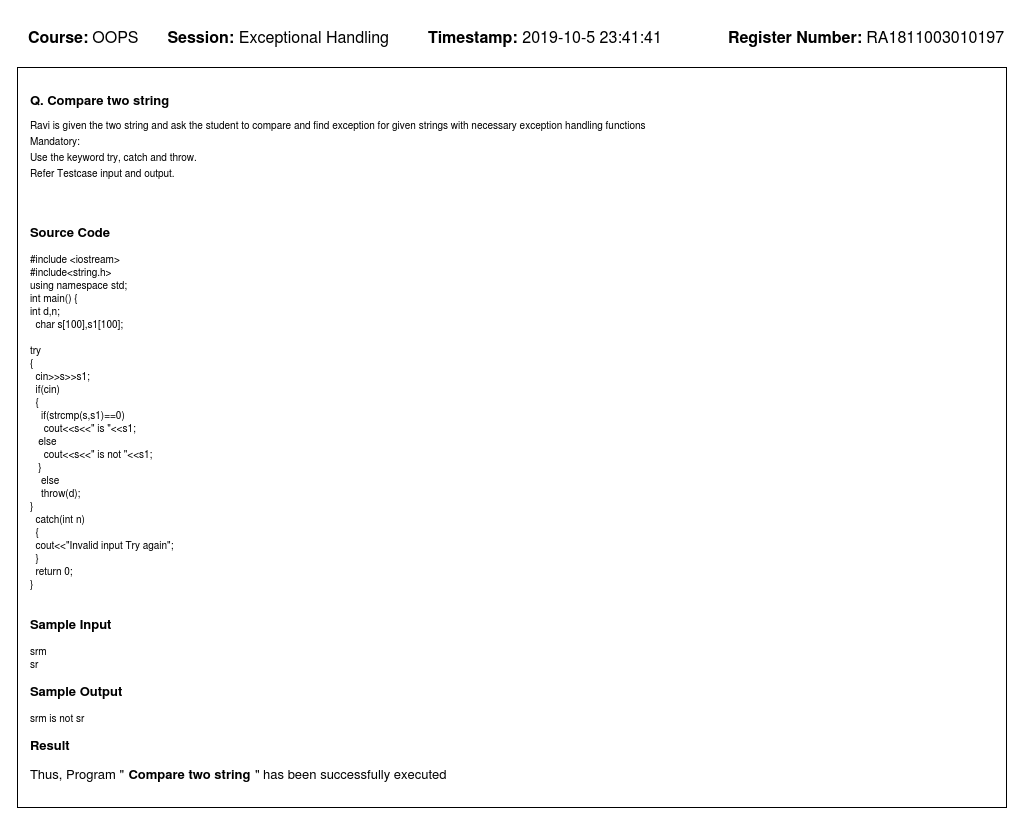 Course: OOPS Session: Exceptional Handling Timestamp: 2019-10-5 23:41:41 Register Number: RA1811003010197
Q. Compare two string
Ravi is given the two string and ask the student to compare and find exception for given strings with necessary exception handling functions
Mandatory:
Use the keyword try, catch and throw.
Refer Testcase input and output.
Source Code
#include <iostream>
#include<string.h>
using namespace std;
int main() {
int d,n;
char s[100],s1[100];
try
{
cin>>s>>s1;
if(cin)
{
if(strcmp(s,s1)==0)
cout<<s<<" is "<<s1;
else
cout<<s<<" is not "<<s1;
}
else
throw(d);
}
catch(int n)
{
cout<<"Invalid input Try again";
}
return 0;
}
Sample Input
srm
sr
Sample Output
srm is not sr
Result
Thus, Program " Compare two string " has been successfully executed